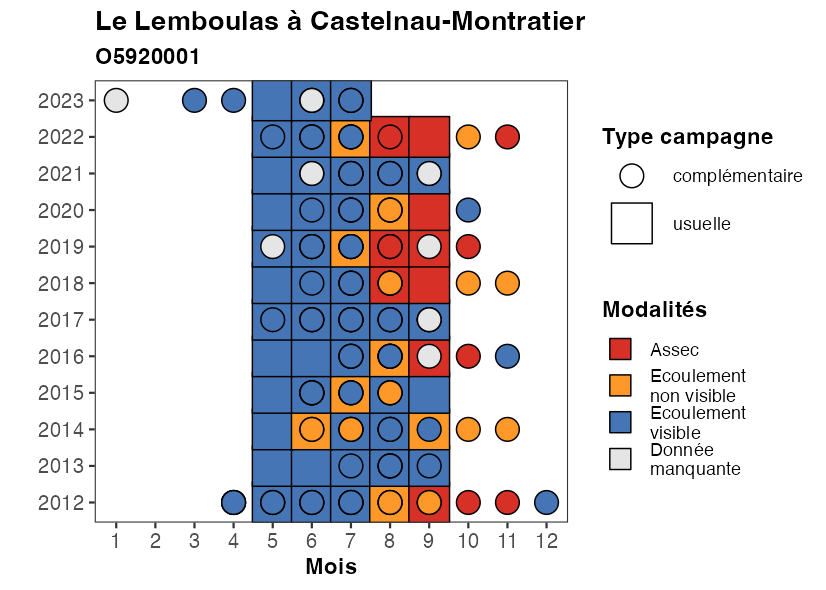 Le Lemboulas à Castelnau-Montratier
O5920001
2023
2022
2021
2020
2019
2018
2017
2016
2015
2014
2013
2012
1 2 3 4 5 6 7 8 9 10 11 12
Mois
Type campagne
complémentaire
usuelle
Modalités
Assec
Ecoulement
non visible
Ecoulement
visible
Donnée
manquante